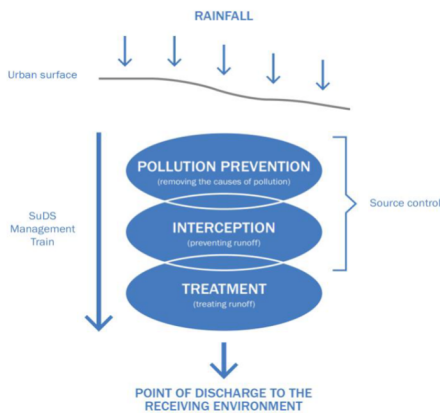 RAINFALL
Urban surface
POLLUTION PREVENTION
(removing the causes of pollution)
INTERCEPTION
(preventing runoff)
Source control
SuDS
Management
Train
TREATMENT
(treating runoff)
POINT OF DISCHARGE TO THE
RECEIVING ENVIRONMENT